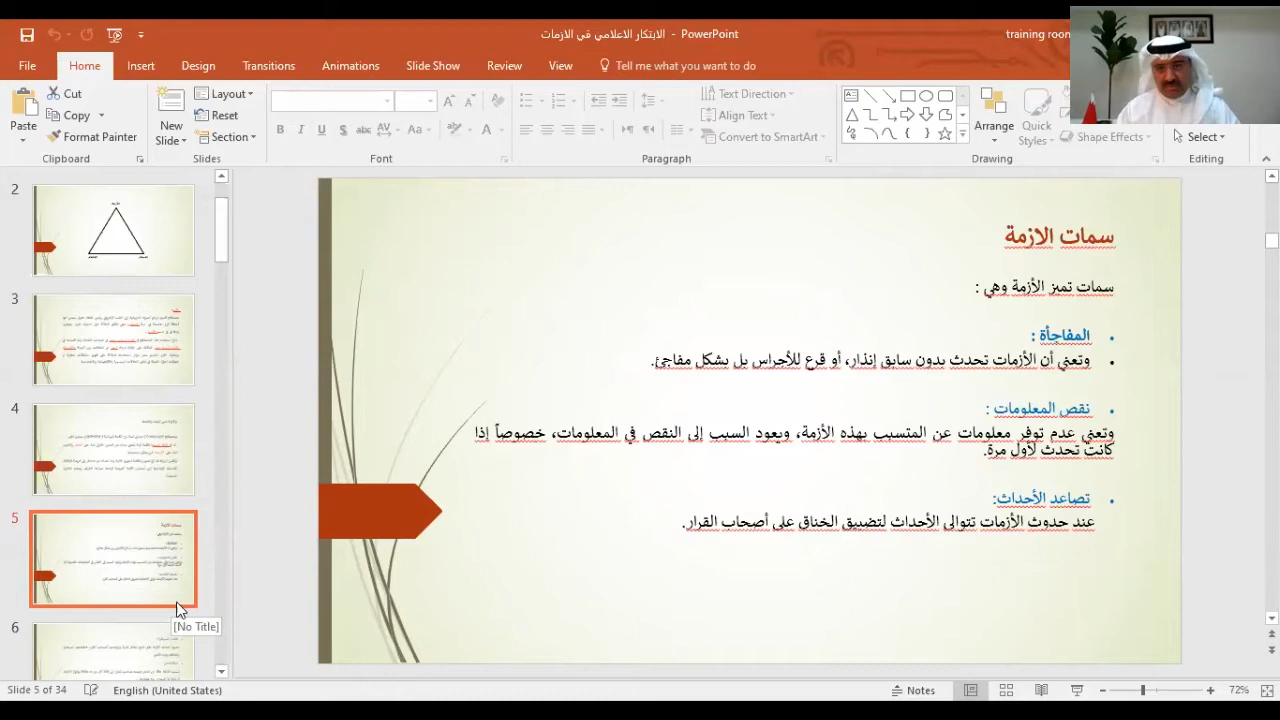 الابتكار الاعلامي في الازمات - PowerPoint
training room
File
Home
Insert
Design
Transitions
Animations
Slide Show
Review
View
Tell me what you want to do
Paste
Cut
Copy
Format Painter
Clipboard
New
Slide
Layout
Reset
Section
Slides
Font
Text Direction
Align Text
Convert to SmartArt
Paragraph
Arrange
Quick
Styles
Shape Effects
Drawing
Select
Editing
2
3
4
5
6
[No Title]
سمات الازمة
سمات تميز الأزمة وهي :
• المفاجأة :
• وتعني أن الأزمات تحدث بدون سابق إنذار، أو قرع للأجراس بل بشكل مفاجئ.
• نقص المعلومات :
وتعني عدم توفر معلومات عن المتسبب بهذه الأزمة، ويعود السبب إلى النقص في المعلومات، خصوصاً إذا
كانت تحدث لأول مرة.
• تصاعد الأحداث:
عند حدوث الأزمات تتوالى الأحداث لتضييق الخناق على أصحاب القرار.
Slide 5 of 34
English (United States)
Notes
72%